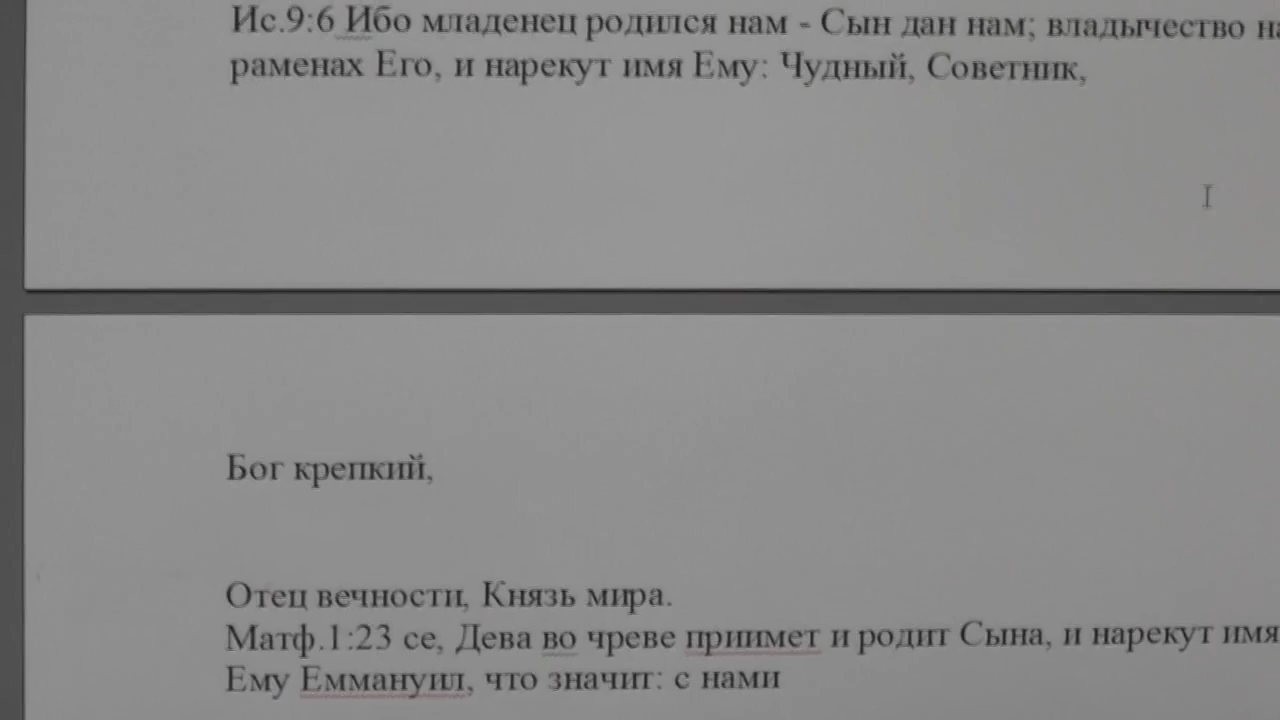 Ис.9:6 Ибо младенец родился нам - Сын дан нам; владычество на
раменах Его, и нарекут имя Ему: Чудный, Советник,
Бог крепкий,
Отец вечности, Князь мира.
Матф.1:23 се, Дева во чреве приимет и родит Сына, и нарекут имя
Ему Еммануил, что значит: с нами